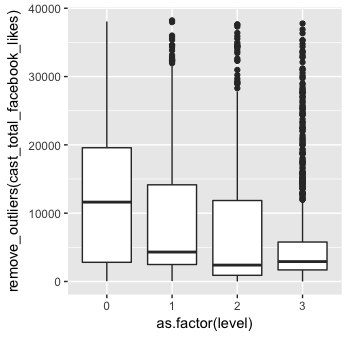 remove_outliers(cast_total_facebook_likes)
40000
30000
20000
10000
0
0 1 2 3
as.factor(level)